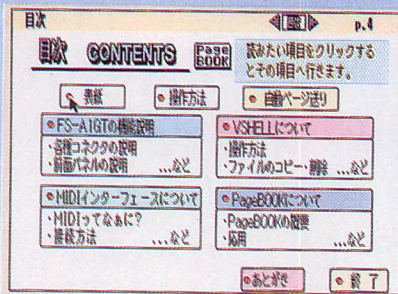 目次
目次 p.4
目次 CONTENTS Page BOOK
読みたい項目をクリックする
とその項目へ行きます。
表紙 操作方法 自動ページ送り
FS-A1GTの機能説明
・各種コネクタの説明
・前面パネルの説明 ...など
VSHELLについて
・操作方法
・ファイルのコピー・削除 ...など
MIDIインターフェースについて
・MIDIってなぁに?
・接続方法 ...など
PageBOOKについて
・PageBOOKの概要
・応用 ...など
あとがき 終 了